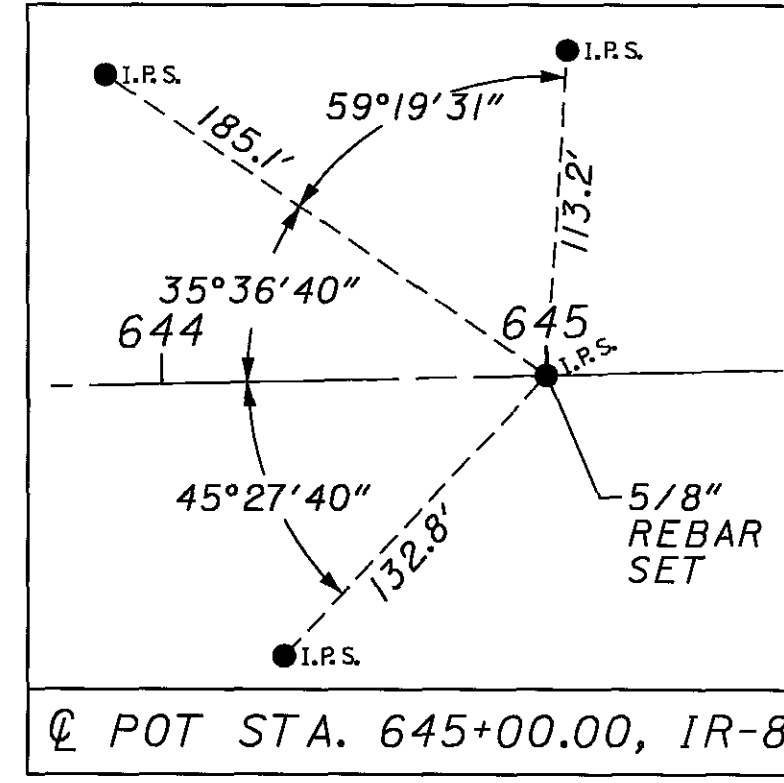 I.P.S.
I.P.S.
59°19'31"
185.1'
113.2'
35°36'40"
644
645
I.P.S.
45°27'40"
132.8'
5/8"
REBAR
SET
I.P.S.
℄ POT STA. 645+00.00, IR-8